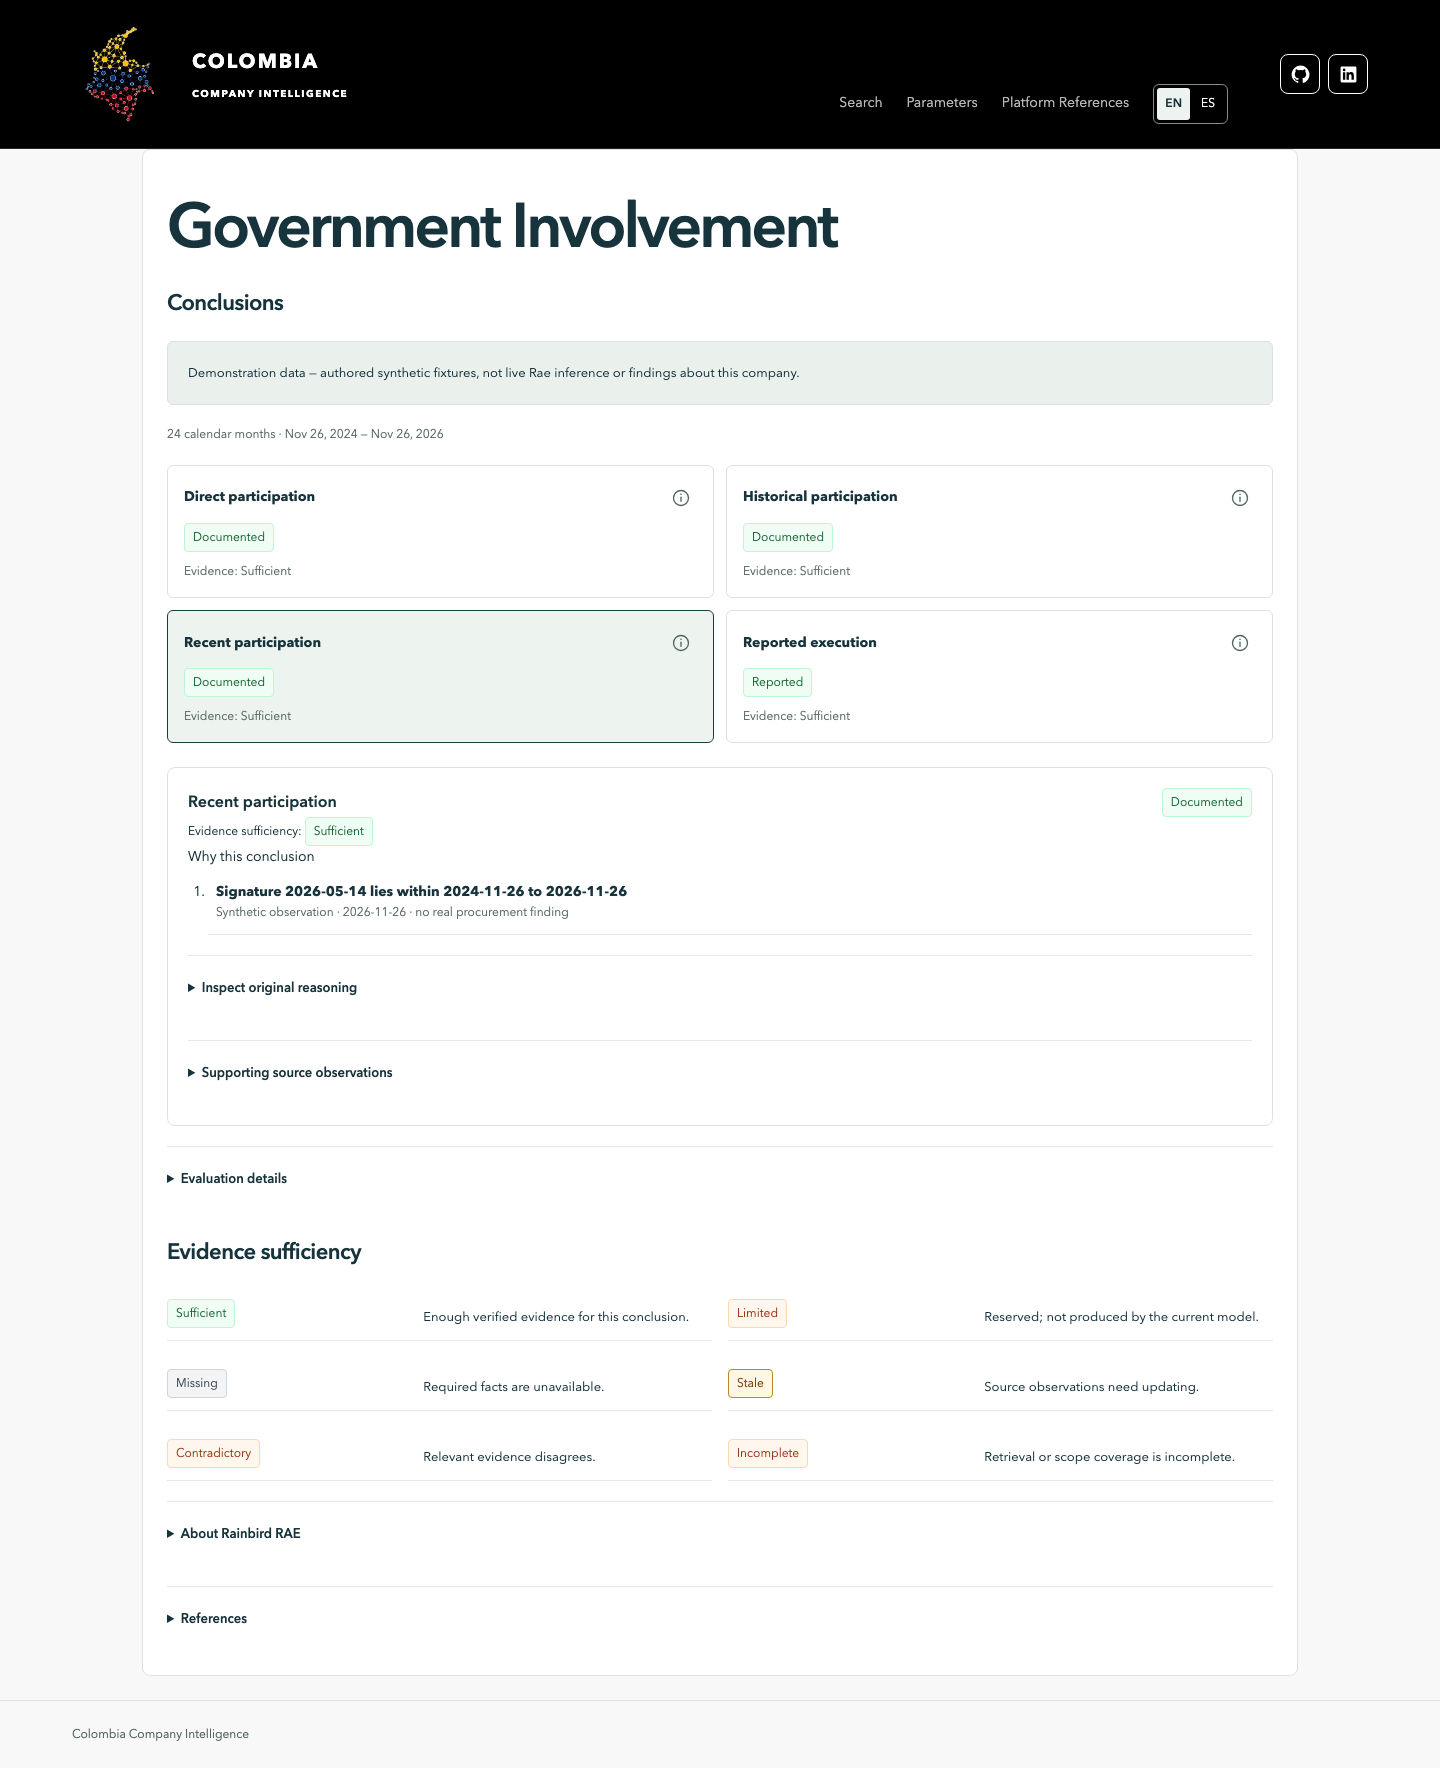 COLOMBIA
COMPANY INTELLIGENCE
Search Parameters Platform References EN ES
Government Involvement
Conclusions
Demonstration data – authored synthetic fixtures, not live Rae inference or findings about this company.
24 calendar months · Nov 26, 2024 – Nov 26, 2026
Direct participation
Documented
Evidence: Sufficient
Historical participation
Documented
Evidence: Sufficient
Recent participation
Documented
Evidence: Sufficient
Reported execution
Reported
Evidence: Sufficient
Recent participation
Documented
Evidence sufficiency: Sufficient
Why this conclusion
1. Signature 2026-05-14 lies within 2024-11-26 to 2026-11-26
Synthetic observation · 2026-11-26 · no real procurement finding
Inspect original reasoning
Supporting source observations
Evaluation details
Evidence sufficiency
Sufficient Enough verified evidence for this conclusion.
Limited Reserved; not produced by the current model.
Missing Required facts are unavailable.
Stale Source observations need updating.
Contradictory Relevant evidence disagrees.
Incomplete Retrieval or scope coverage is incomplete.
About Rainbird RAE
References
Colombia Company Intelligence